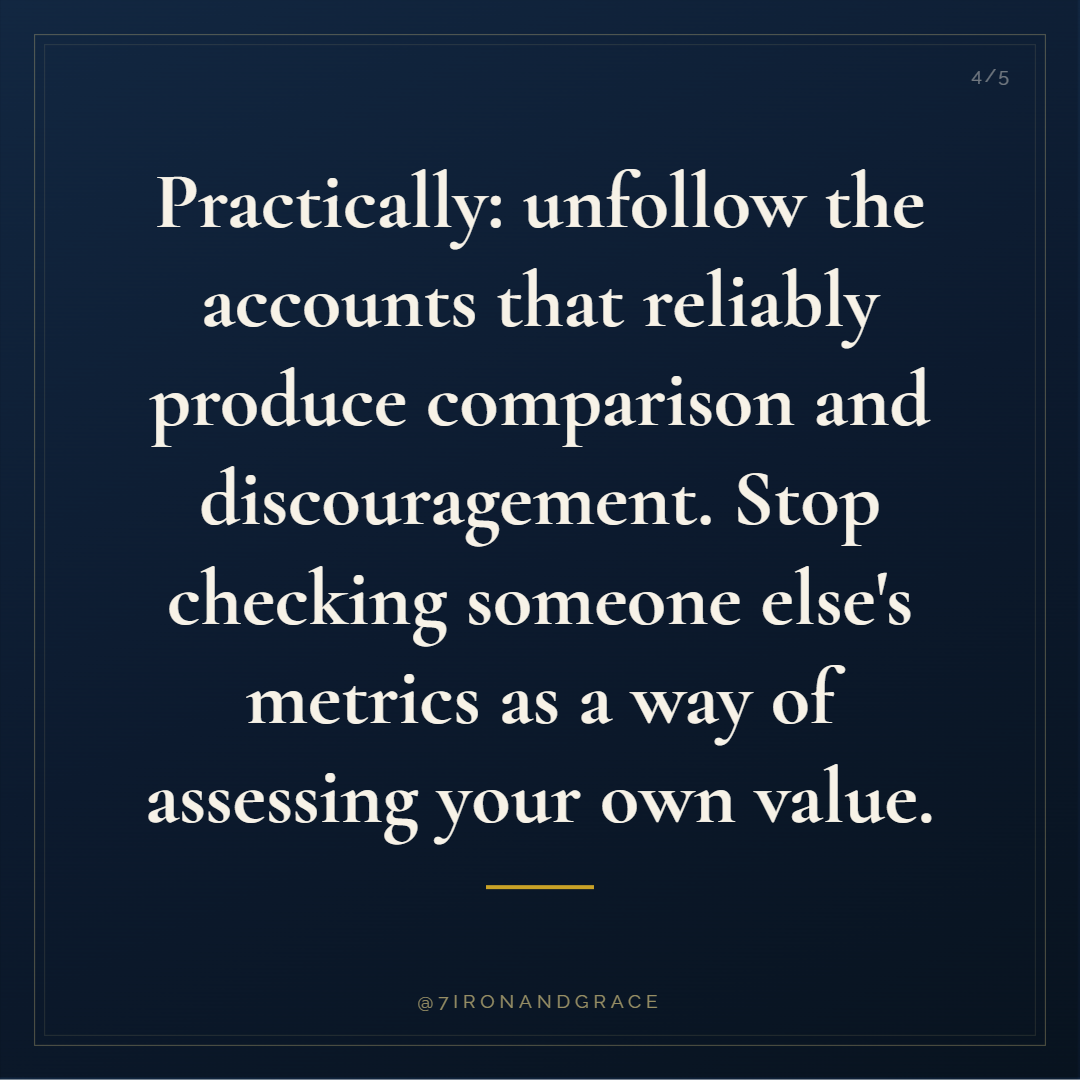 4/5
Practically: unfollow the
accounts that reliably
produce comparison and
discouragement. Stop
checking someone else's
metrics as a way of
assessing your own value.
@7IRONANDGRACE